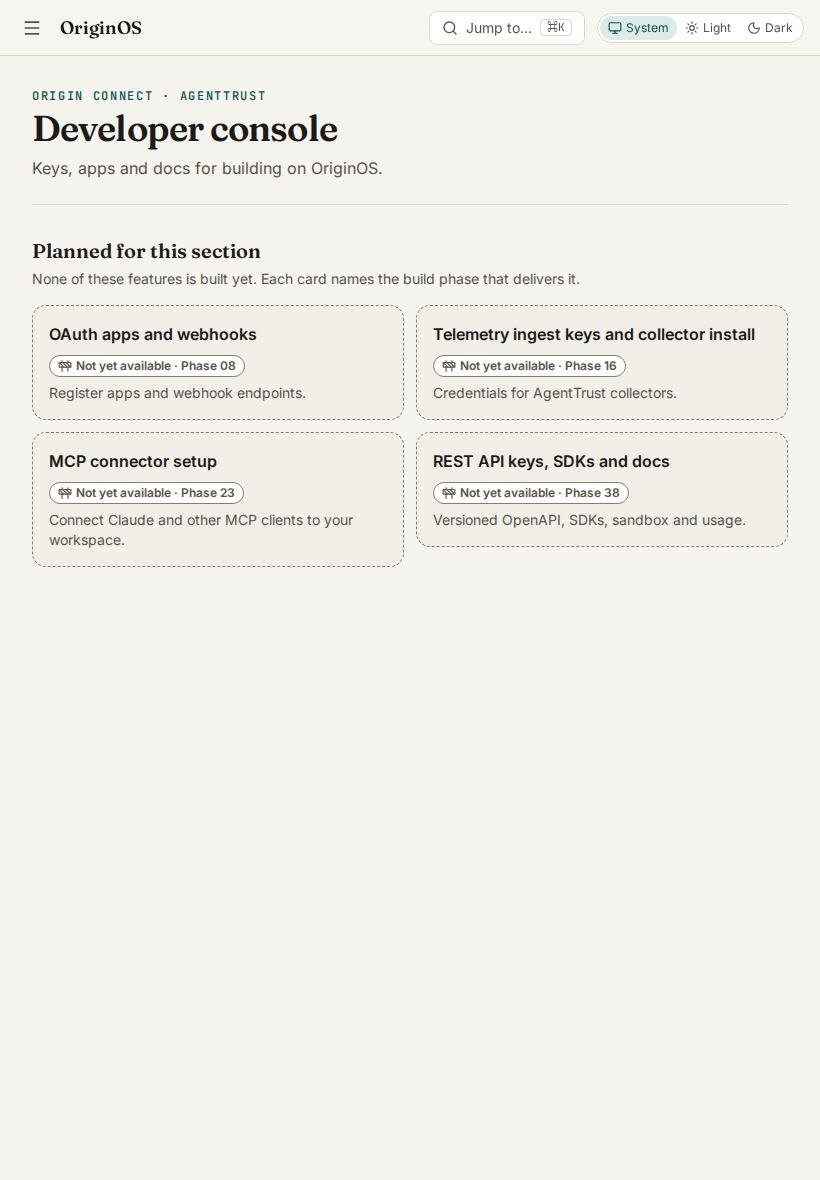 OriginOS
Jump to... ⌘K
System Light Dark
ORIGIN CONNECT · AGENTTRUST
Developer console
Keys, apps and docs for building on OriginOS.
Planned for this section
None of these features is built yet. Each card names the build phase that delivers it.
OAuth apps and webhooks
Not yet available · Phase 08
Register apps and webhook endpoints.
Telemetry ingest keys and collector install
Not yet available · Phase 16
Credentials for AgentTrust collectors.
MCP connector setup
Not yet available · Phase 23
Connect Claude and other MCP clients to your
workspace.
REST API keys, SDKs and docs
Not yet available · Phase 38
Versioned OpenAPI, SDKs, sandbox and usage.